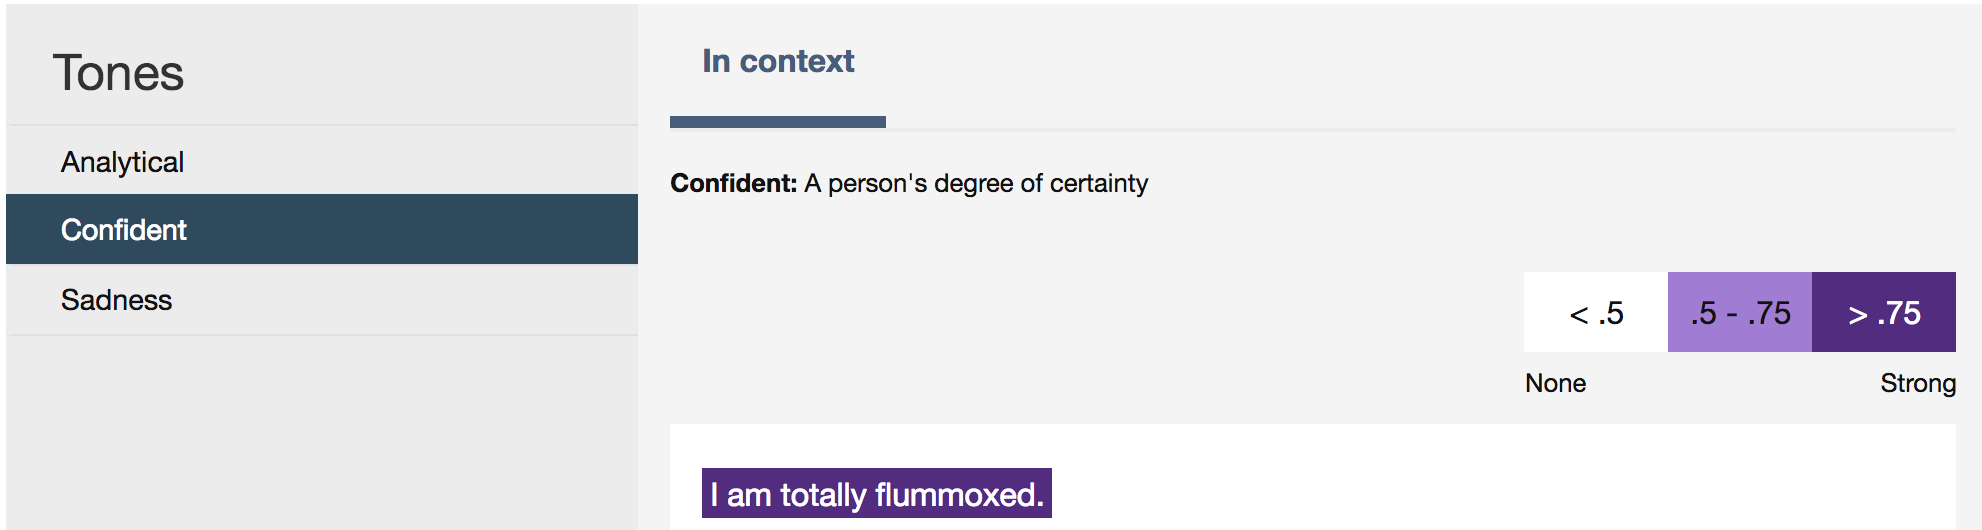 Tones
Analytical
Confident
Sadness
In context
Confident: A person's degree of certainty
< .5
.5 - .75
> .75
None
Strong
I am totally flummoxed.